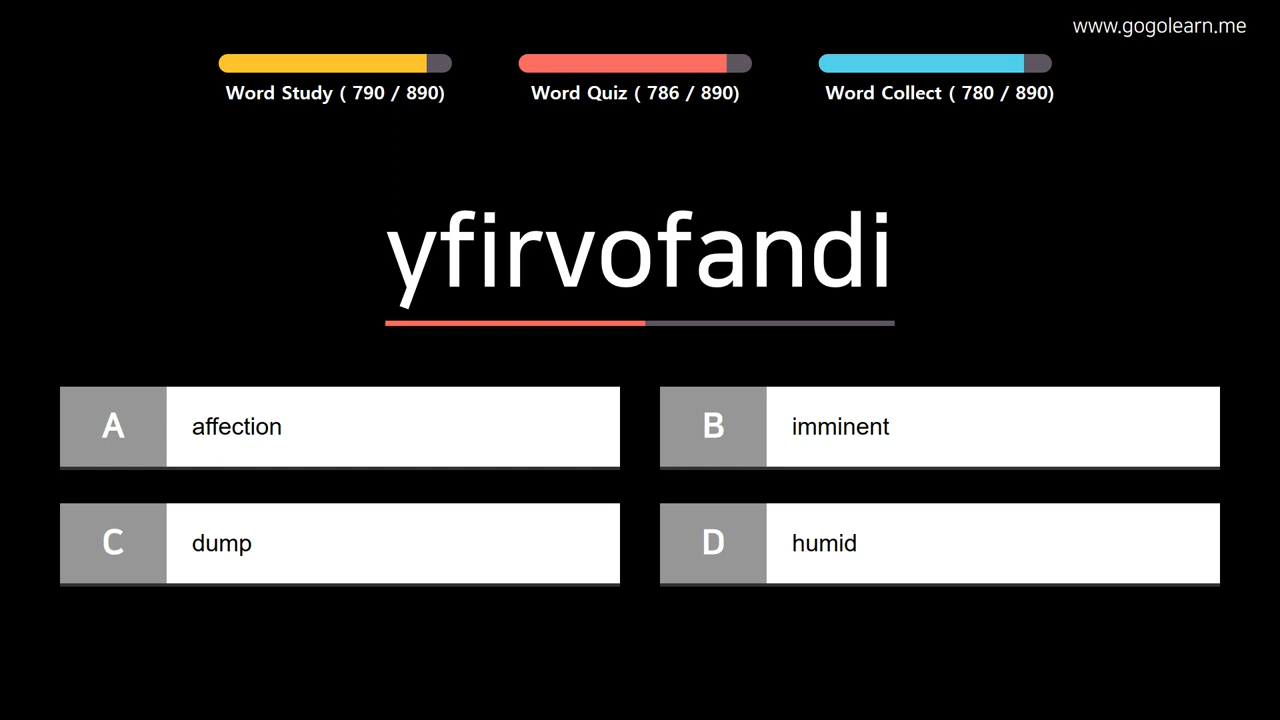 www.gogolearn.me
Word Study ( 790 / 890)
Word Quiz ( 786 / 890)
Word Collect ( 780 / 890)
yfirvofandi
A affection
B imminent
C dump
D humid